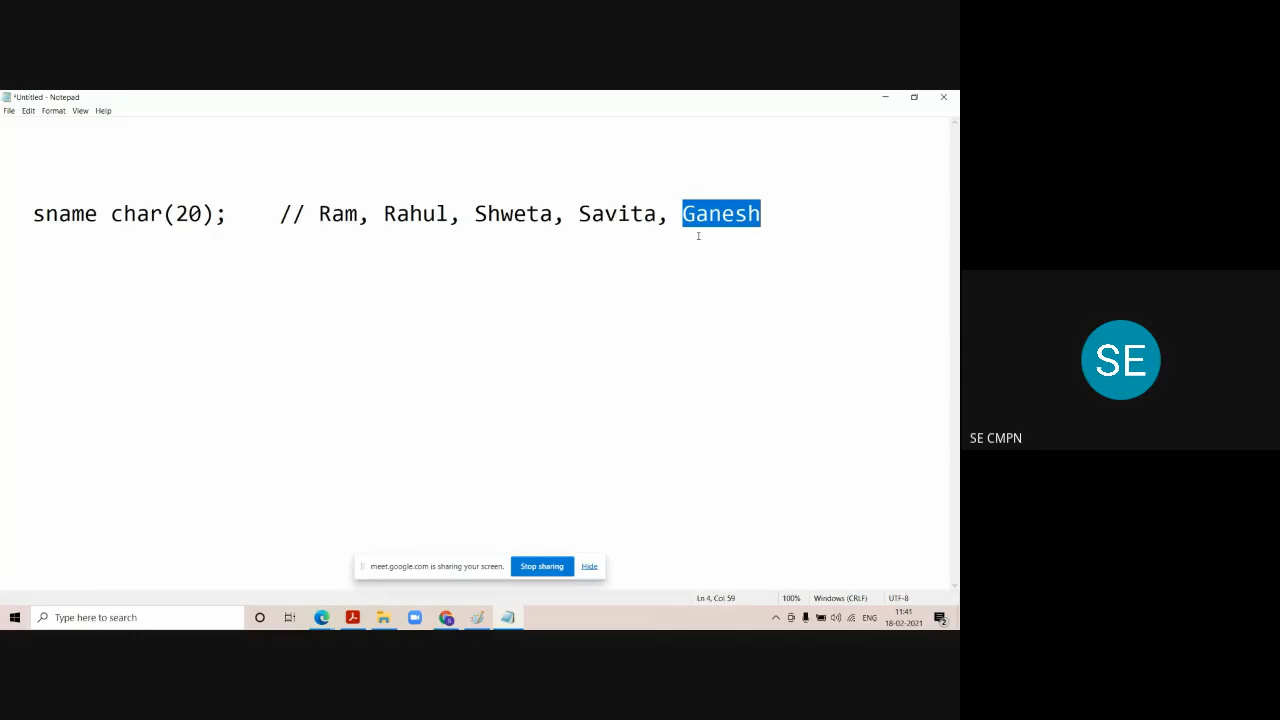 *Untitled - Notepad
File Edit Format View Help
sname char(20); // Ram, Rahul, Shweta, Savita, Ganesh
SE
SE CMPN
meet.google.com is sharing your screen. Stop sharing Hide
Ln 4, Col 59 100% Windows (CRLF) UTF-8
Type here to search
ENG
11:41
18-02-2021
2